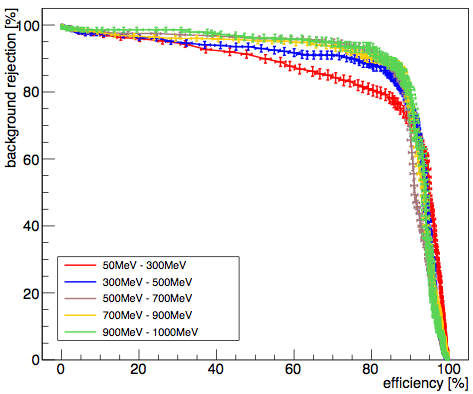 background rejection [%]
100
80
60
40
20
0
50MeV - 300MeV
300MeV - 500MeV
500MeV - 700MeV
700MeV - 900MeV
900MeV - 1000MeV
0 20 40 60 80 100
efficiency [%]